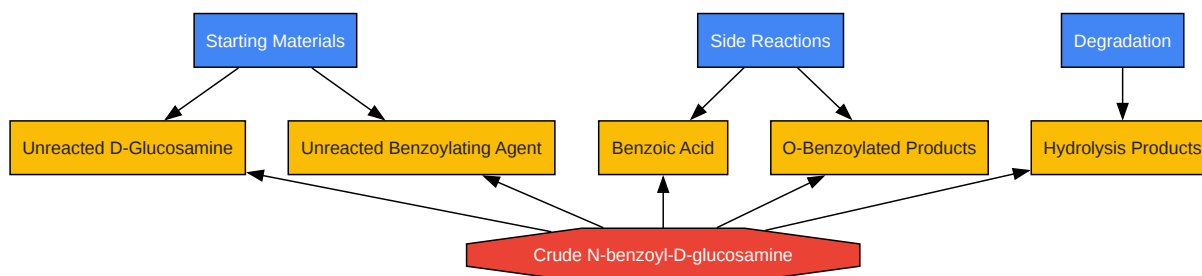 Starting Materials
Side Reactions
Degradation
Unreacted D-Glucosamine
Unreacted Benzoylating Agent
Benzoic Acid
O-Benzoylated Products
Hydrolysis Products
Crude N-benzoyl-D-glucosamine